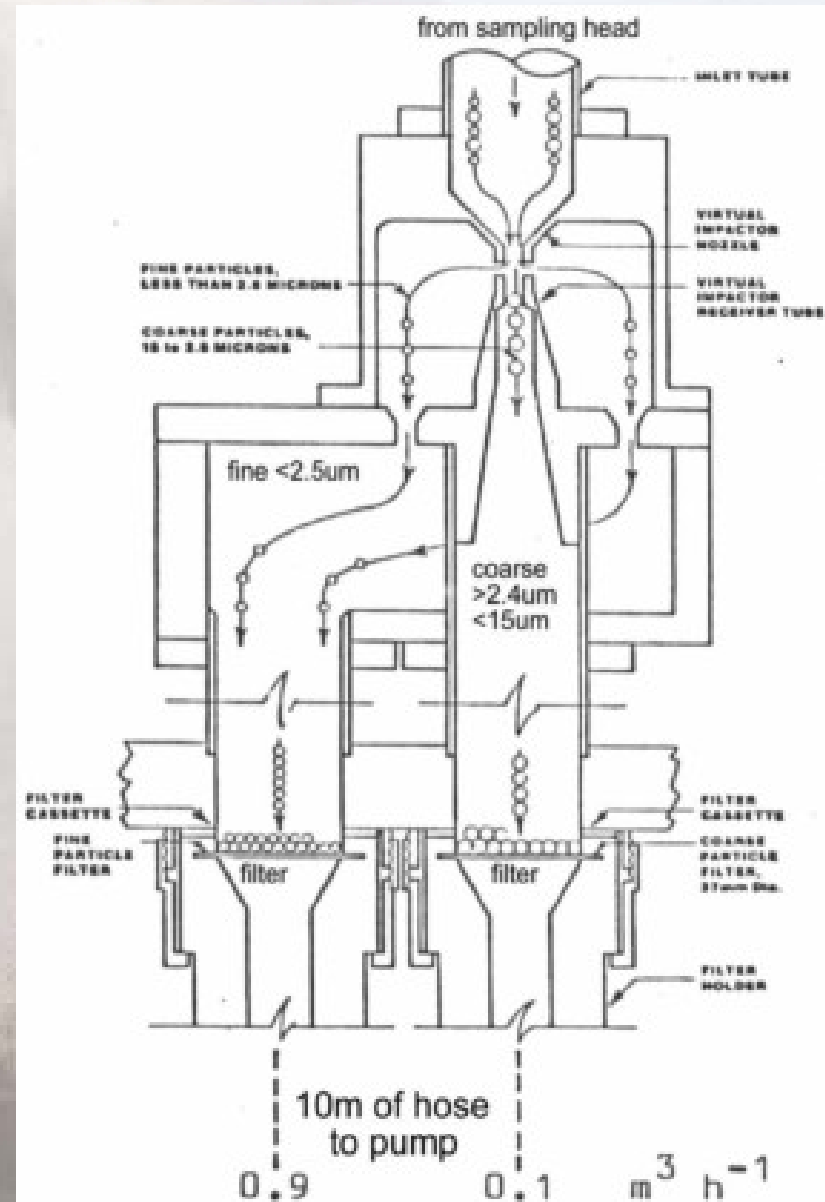 from sampling head
INLET TUBE
VIRTUAL
IMPACTOR
NOZZLE
FINE PARTICLES,
LESS THAN 2.5 MICRONS
VIRTUAL
IMPACTOR
RECEIVER TUBE
COARSE PARTICLES,
15 to 2.5 MICRONS
fine <2.5um
coarse
>2.4um
<15um
FILTER
CASSETTE
FILTER
CASSETTE
FINE
PARTICLE
FILTER
COARSE
PARTICLE
FILTER,
37mm Dia.
filter
filter
FILTER
HOLDER
10m of hose
to pump
0.9 0.1 m³ h⁻¹